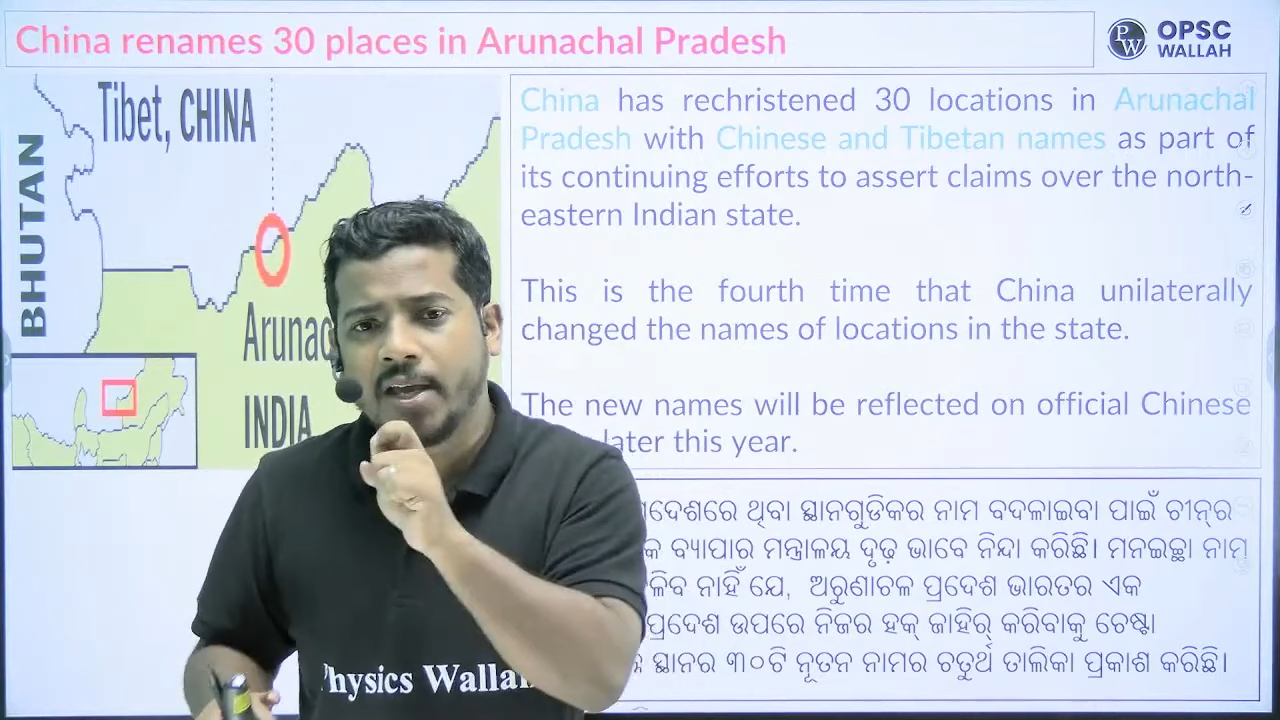 China renames 30 places in Arunachal Pradesh
PW
OPSC
WALLAH
Tibet, CHINA
BHUTAN
INDIA
China has rechristened 30 locations in Arunachal
Pradesh with Chinese and Tibetan names as part of
its continuing efforts to assert claims over the north-
eastern Indian state.
This is the fourth time that China unilaterally
changed the names of locations in the state.
The new names will be reflected on official Chinese
later this year.
ଥିବା ସ୍ଥାନଗୁଡିକର ନାମ ବଦଳାଇବା ପାଇଁ ଚୀନ୍‌ର
ବ୍ୟାପାର ମନ୍ତ୍ରାଳୟ ଦୃଢ଼ ଭାବେ ନିନ୍ଦା କରିଛି। ମନଇଚ୍ଛା ନାମ
ନାହିଁ ଯେ, ଅରୁଣାଚଳ ପ୍ରଦେଶ ଭାରତର ଏକ
ପ୍ରଦେଶ ଉପରେ ନିଜର ହକ୍ ଜାହିର୍ କରିବାକୁ ଚେଷ୍ଟା
ସ୍ଥାନର ୩୦ଟି ନୂତନ ନାମର ଚତୁର୍ଥ ତାଲିକା ପ୍ରକାଶ କରିଛି।
Physics Wallah